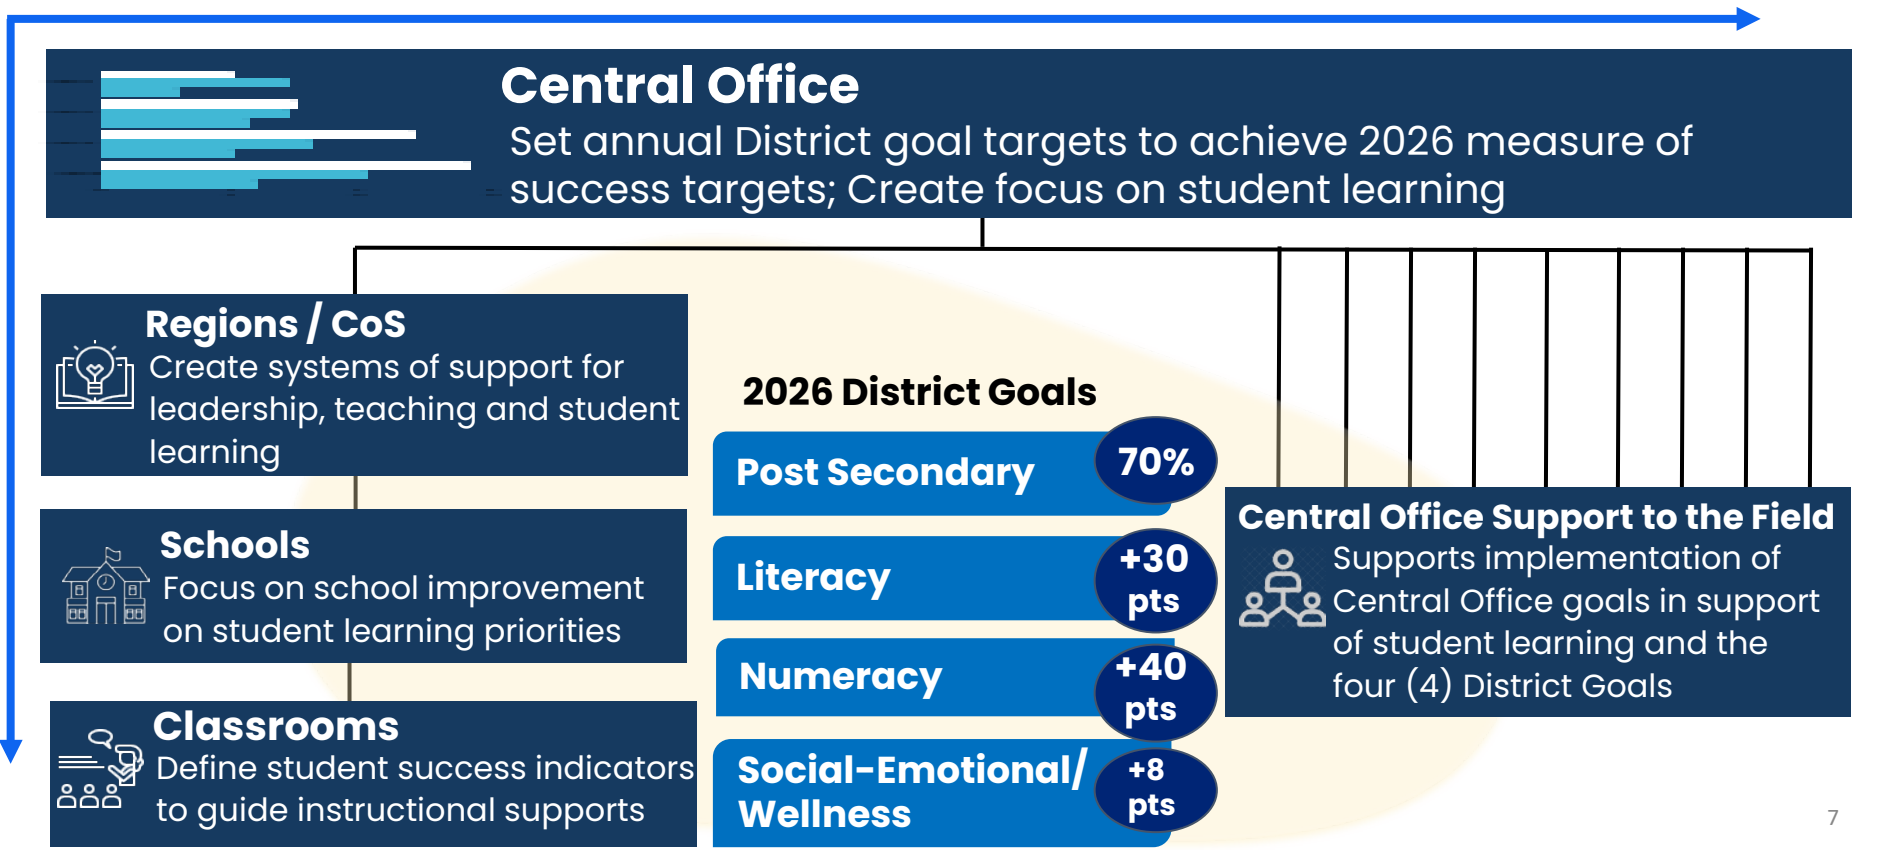 Central Office
Set annual District goal targets to achieve 2026 measure of
success targets; Create focus on student learning
Regions / CoS
Create systems of support for
leadership, teaching and student
learning
Schools
Focus on school improvement
on student learning priorities
Classrooms
Define student success indicators
to guide instructional supports
2026 District Goals
Post Secondary
70%
Literacy
+30
pts
Numeracy
+40
pts
Social-Emotional/
Wellness
+8
pts
Central Office Support to the Field
Supports implementation of
Central Office goals in support
of student learning and the
four (4) District Goals
7